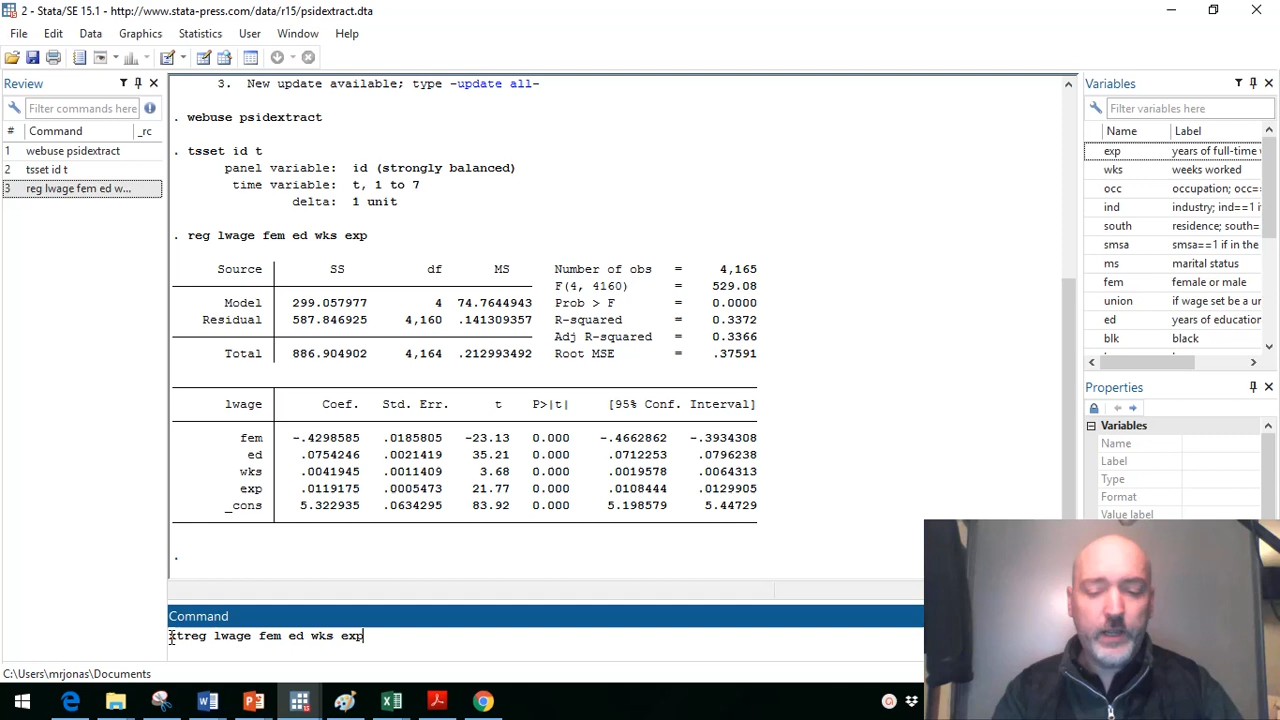 2 - Stata/SE 15.1 - http://www.stata-press.com/data/r15/psidextract.dta
File Edit Data Graphics Statistics User Window Help
Review
Filter commands here
# Command _rc
1 webuse psidextract
2 tsset id t
3 reg lwage fem ed w...
3. New update available; type -update all-
. webuse psidextract
. tsset id t
panel variable: id (strongly balanced)
time variable: t, 1 to 7
delta: 1 unit
. reg lwage fem ed wks exp
Source SS df MS Number of obs = 4,165
F(4, 4160) = 529.08
Model 299.057977 4 74.7644943 Prob > F = 0.0000
Residual 587.846925 4,160 .141309357 R-squared = 0.3372
Adj R-squared = 0.3366
Total 886.904902 4,164 .212993492 Root MSE = .37591
lwage Coef. Std. Err. t P>|t| [95% Conf. Interval]
fem -.4298585 .0185805 -23.13 0.000 -.4662862 -.3934308
ed .0754246 .0021419 35.21 0.000 .0712253 .0796238
wks .0041945 .0011409 3.68 0.000 .0019578 .0064313
exp .0119175 .0005473 21.77 0.000 .0108444 .0129905
_cons 5.322935 .0634295 83.92 0.000 5.198579 5.44729
.
Command
xtreg lwage fem ed wks exp
C:\Users\mrjonas\Documents
Variables
Filter variables here
Name Label
exp years of full-time
wks weeks worked
occ occupation; occ==
ind industry; ind==1 if
south residence; south=
smsa smsa==1 if in the
ms marital status
fem female or male
union if wage set be a u
ed years of education
blk black
Properties
Variables
Name
Label
Type
Format
Value label